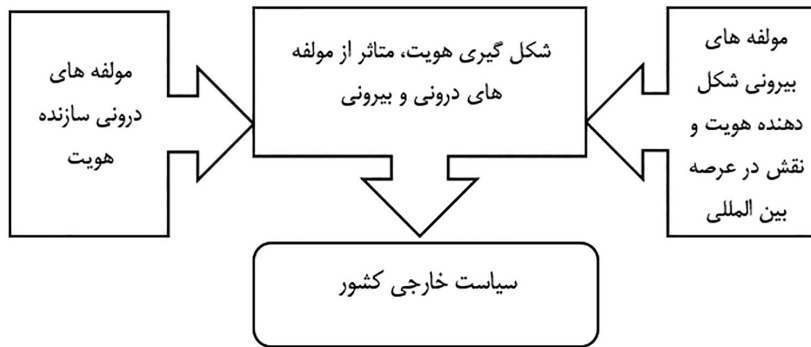 مولفه های
بیرونی شکل
دهنده هویت و
نقش در عرصه
بین المللی
شکل گیری هویت، متاثر از مولفه
های درونی و بیرونی
مولفه های
درونی سازنده
هویت
سیاست خارجی کشور